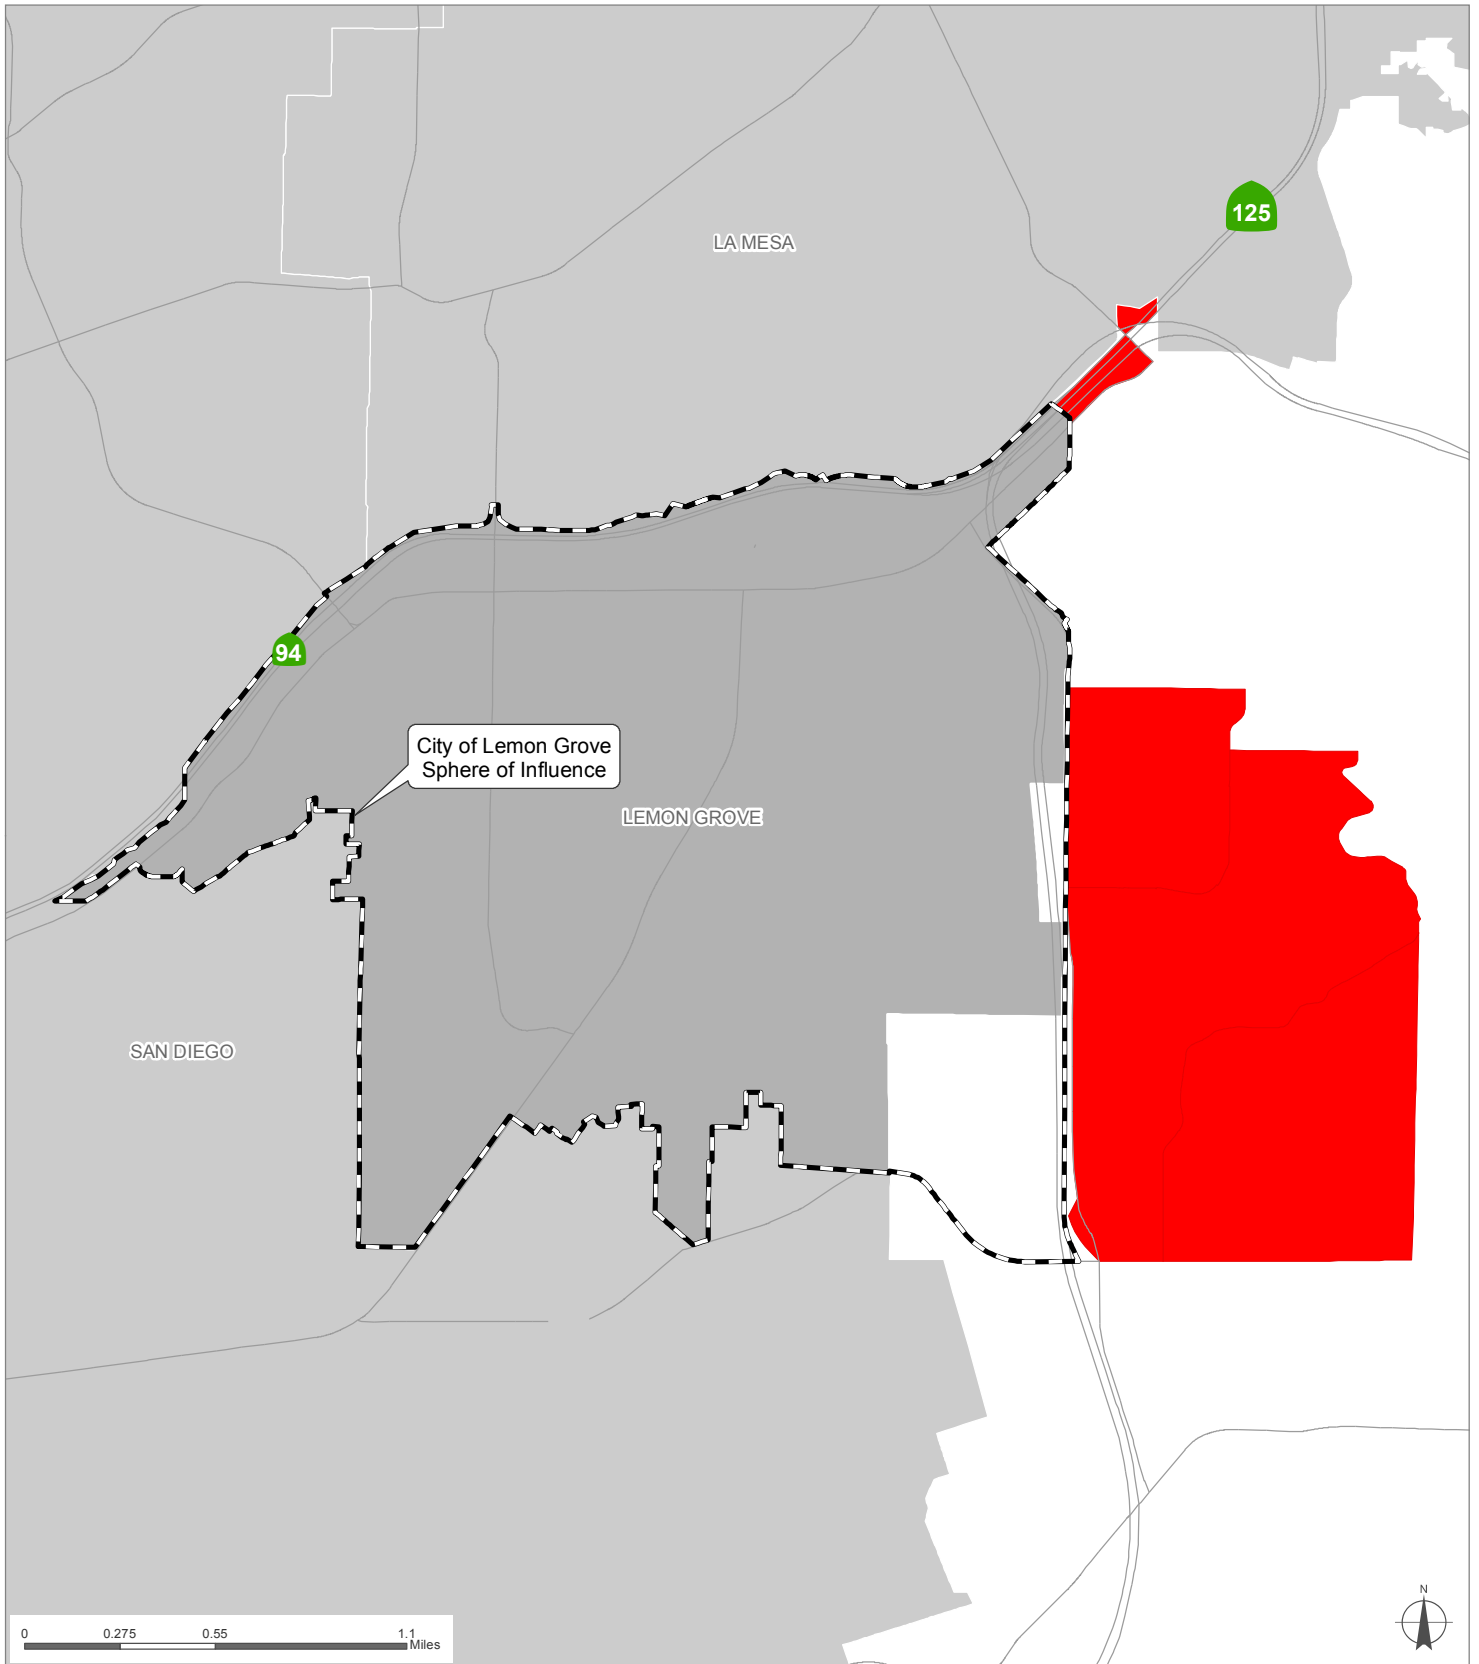 125
LA MESA
94
City of Lemon Grove
Sphere of Influence
LEMON GROVE
SAN DIEGO
N
0 0.275 0.55 1.1
Miles